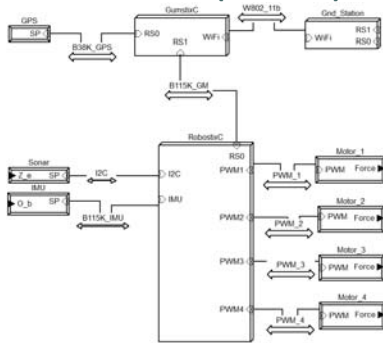 GPS
SP
B38K_GPS
GumstixC
RS0
RS1
WiFi
W802_11b
Gnd_Station
WiFi
RS1
RS0
B115K_GM
RobostixC
RS0
I2C
IMU
PWM1
PWM2
PWM3
PWM4
Sonar
Z_e
SP
I2C
IMU
O_b
SP
B115K_IMU
PWM_1
Motor_1
PWM
Force
PWM_2
Motor_2
PWM
Force
PWM_3
Motor_3
PWM
Force
PWM_4
Motor_4
PWM
Force